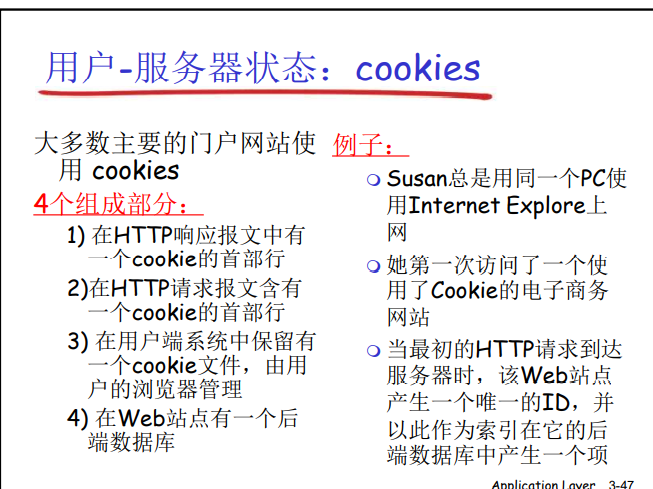 用户-服务器状态：cookies
大多数主要的门户网站使
用 cookies
4个组成部分：
1) 在HTTP响应报文中有
一个cookie的首部行
2)在HTTP请求报文含有
一个cookie的首部行
3) 在用户端系统中保留有
一个cookie文件，由用
户的浏览器管理
4) 在Web站点有一个后
端数据库
例子：
Susan总是用同一个PC使
用Internet Explore上
网
她第一次访问了一个使
用了Cookie的电子商务
网站
当最初的HTTP请求到达
服务器时，该Web站点
产生一个唯一的ID，并
以此作为索引在它的后
端数据库中产生一个项
Application Layer 3-47